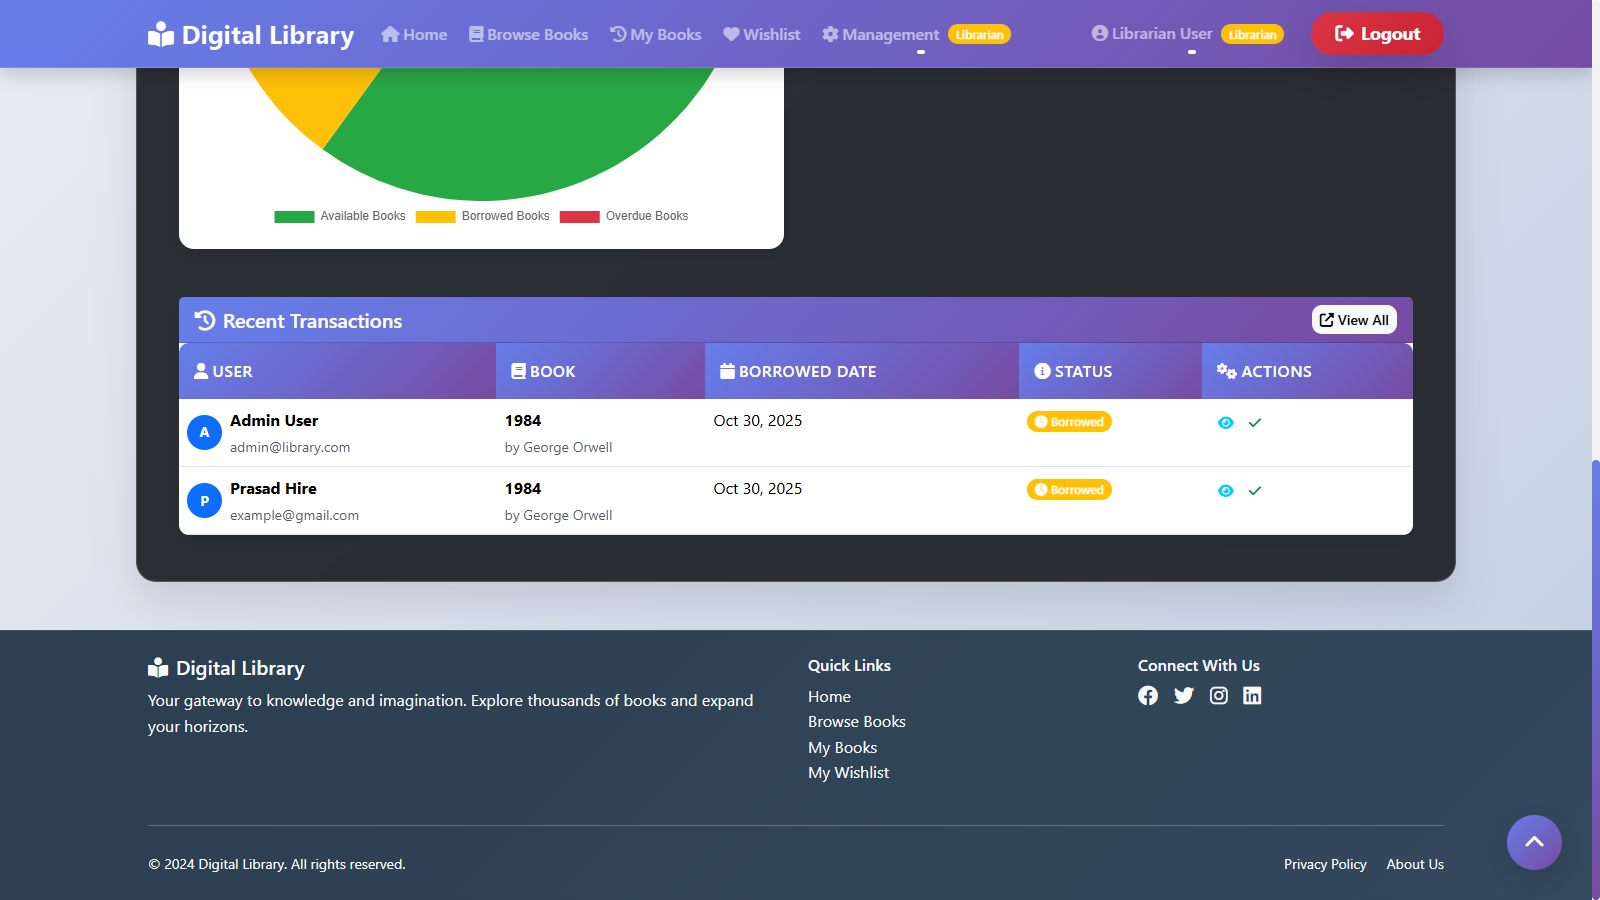 Digital Library
Home
Browse Books
My Books
Wishlist
Management
Librarian
Librarian User
Librarian
Logout
Available Books
Borrowed Books
Overdue Books
Recent Transactions
View All
USER
BOOK
BORROWED DATE
STATUS
ACTIONS
A
Admin User
admin@library.com
1984
by George Orwell
Oct 30, 2025
Borrowed
P
Prasad Hire
example@gmail.com
1984
by George Orwell
Oct 30, 2025
Borrowed
Digital Library
Your gateway to knowledge and imagination. Explore thousands of books and expand
your horizons.
Quick Links
Home
Browse Books
My Books
My Wishlist
Connect With Us
© 2024 Digital Library. All rights reserved.
Privacy Policy
About Us